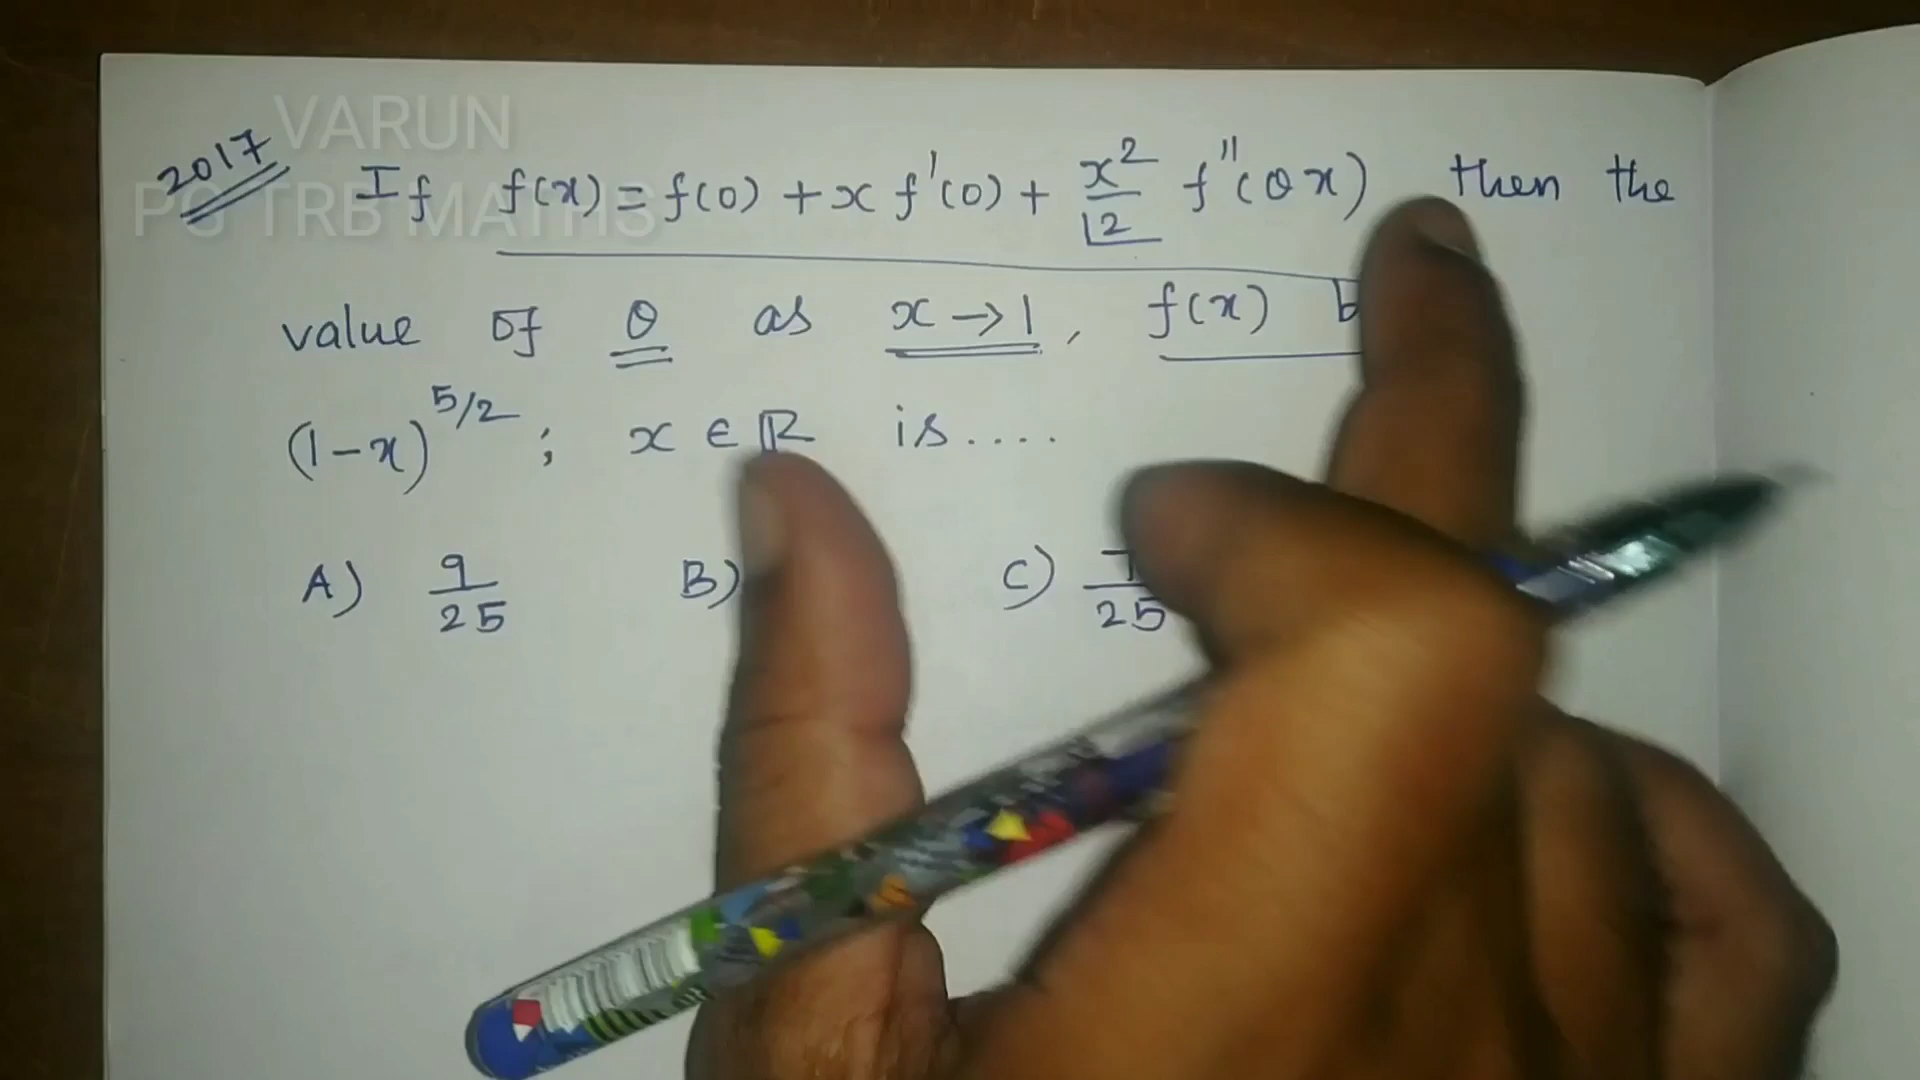 VARUN
PG TRB MATHS
2017 If f(x) = f(0) + x f'(0) + x²/⌊2 f''(θx) then the
value of θ as x → 1, f(x) b
(1-x)^5/2 ; x ∈ ℝ is....
A) 9/25 B) C) /25